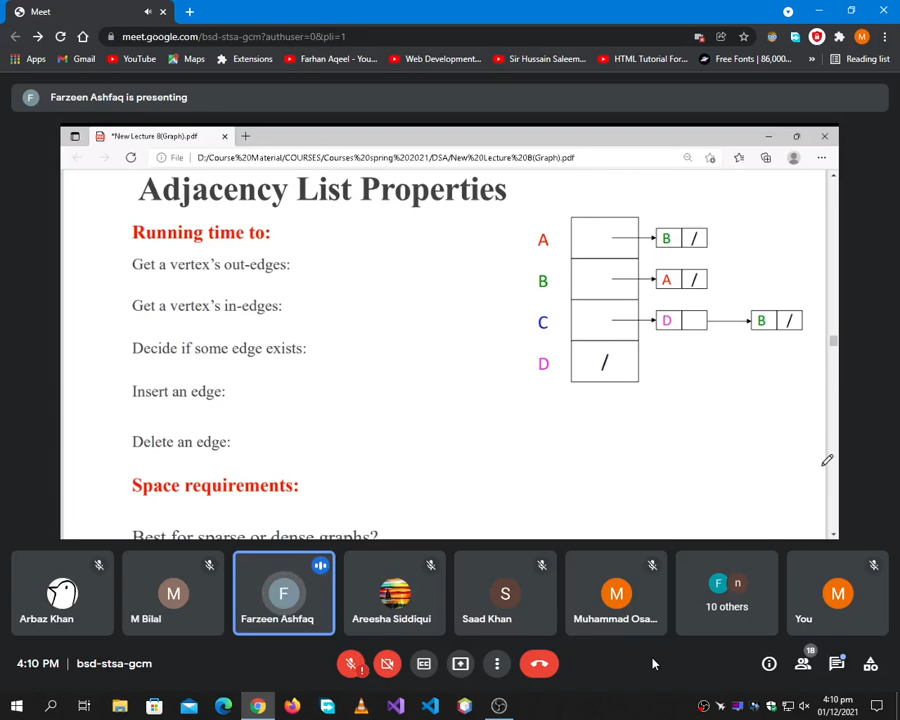 Meet
meet.google.com/bsd-stsa-gcm?authuser=0&pli=1
Apps
Gmail
YouTube
Maps
Extensions
Farhan Aqeel - You...
Web Development...
Sir Hussain Saleem...
HTML Tutorial For...
Free Fonts | 86,000...
»
Reading list
F
Farzeen Ashfaq is presenting
*New Lecture 8(Graph).pdf
File
D:/Course%20Material/COURSES/Courses%20spring%202021/DSA/New%20Lecture%208(Graph).pdf
Adjacency List Properties
Running time to:
Get a vertex's out-edges:
Get a vertex's in-edges:
Decide if some edge exists:
Insert an edge:
Delete an edge:
Space requirements:
Best for sparse or dense graphs?
A B /
B A /
C D B /
D /
Arbaz Khan
M
M Bilal
F
Farzeen Ashfaq
Areesha Siddiqui
S
Saad Khan
M
Muhammad Osa...
F n
10 others
M
You
4:10 PM | bsd-stsa-gcm
18
4:10 pm
01/12/2021